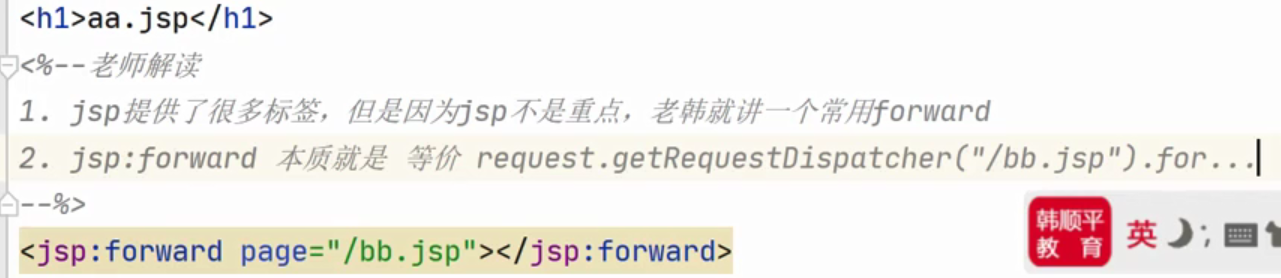 <h1>aa.jsp</h1>
<%--老师解读
1. jsp提供了很多标签，但是因为jsp不是重点，老韩就讲一个常用forward
2. jsp:forward 本质就是 等价 request.getRequestDispatcher("/bb.jsp").for...
--%>
<jsp:forward page="/bb.jsp"></jsp:forward>
韩顺平
教育
英